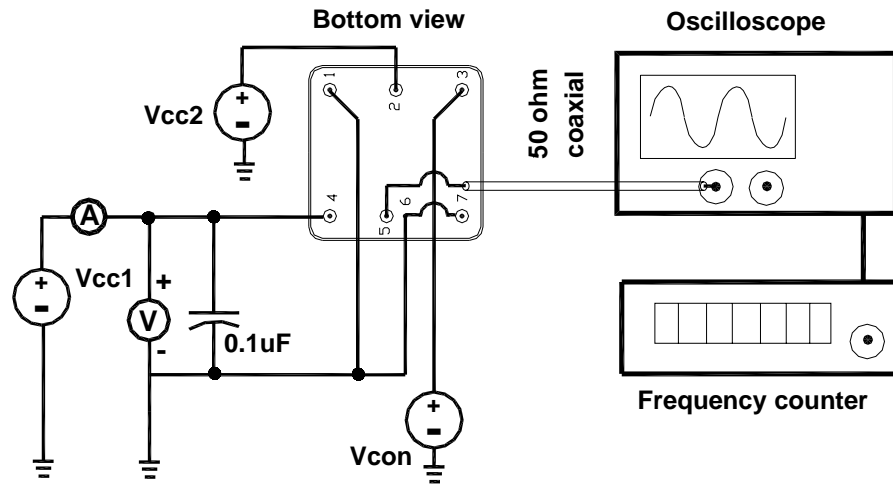 Bottom view
Oscilloscope
Vcc2
+
-
1
2
3
50 ohm
coaxial
4
5
6
7
A
Vcc1
+
-
+
V
-
0.1uF
Vcon
+
-
Frequency counter